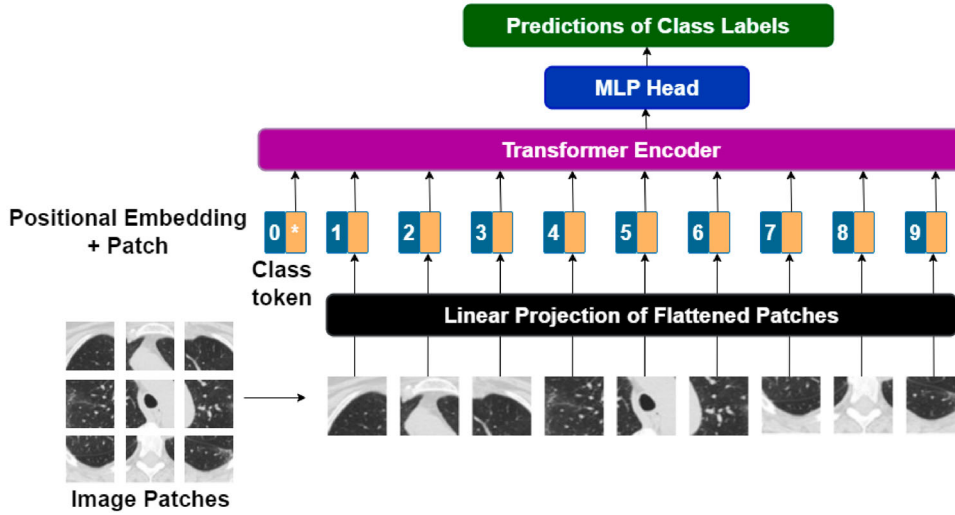 Predictions of Class Labels
MLP Head
Transformer Encoder
Positional Embedding
+ Patch
0 * 1 2 3 4 5 6 7 8 9
Class
token
Linear Projection of Flattened Patches
Image Patches